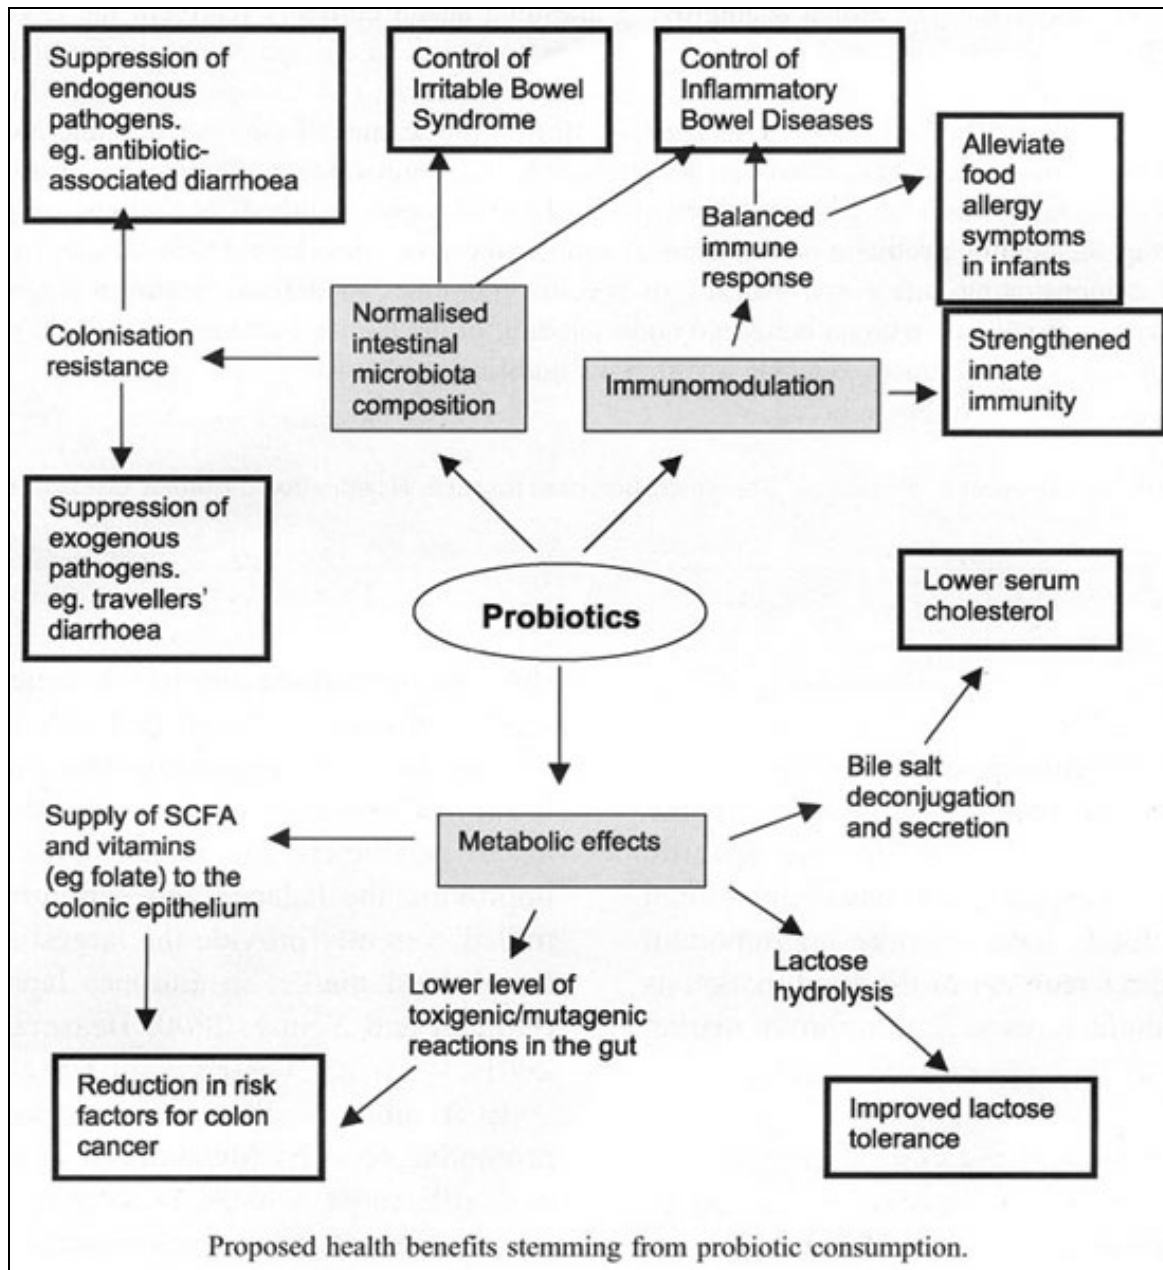 Suppression of
endogenous
pathogens.
eg. antibiotic-
associated diarrhoea
Control of
Irritable Bowel
Syndrome
Control of
Inflammatory
Bowel Diseases
Alleviate
food
allergy
symptoms
in infants
Balanced
immune
response
Colonisation
resistance
Normalised
intestinal
microbiota
composition
Immunomodulation
Strengthened
innate
immunity
Suppression of
exogenous
pathogens.
eg. travellers'
diarrhoea
Probiotics
Lower serum
cholesterol
Bile salt
deconjugation
and secretion
Supply of SCFA
and vitamins
(eg folate) to the
colonic epithelium
Metabolic effects
Lactose
hydrolysis
Lower level of
toxigenic/mutagenic
reactions in the gut
Reduction in risk
factors for colon
cancer
Improved lactose
tolerance
Proposed health benefits stemming from probiotic consumption.